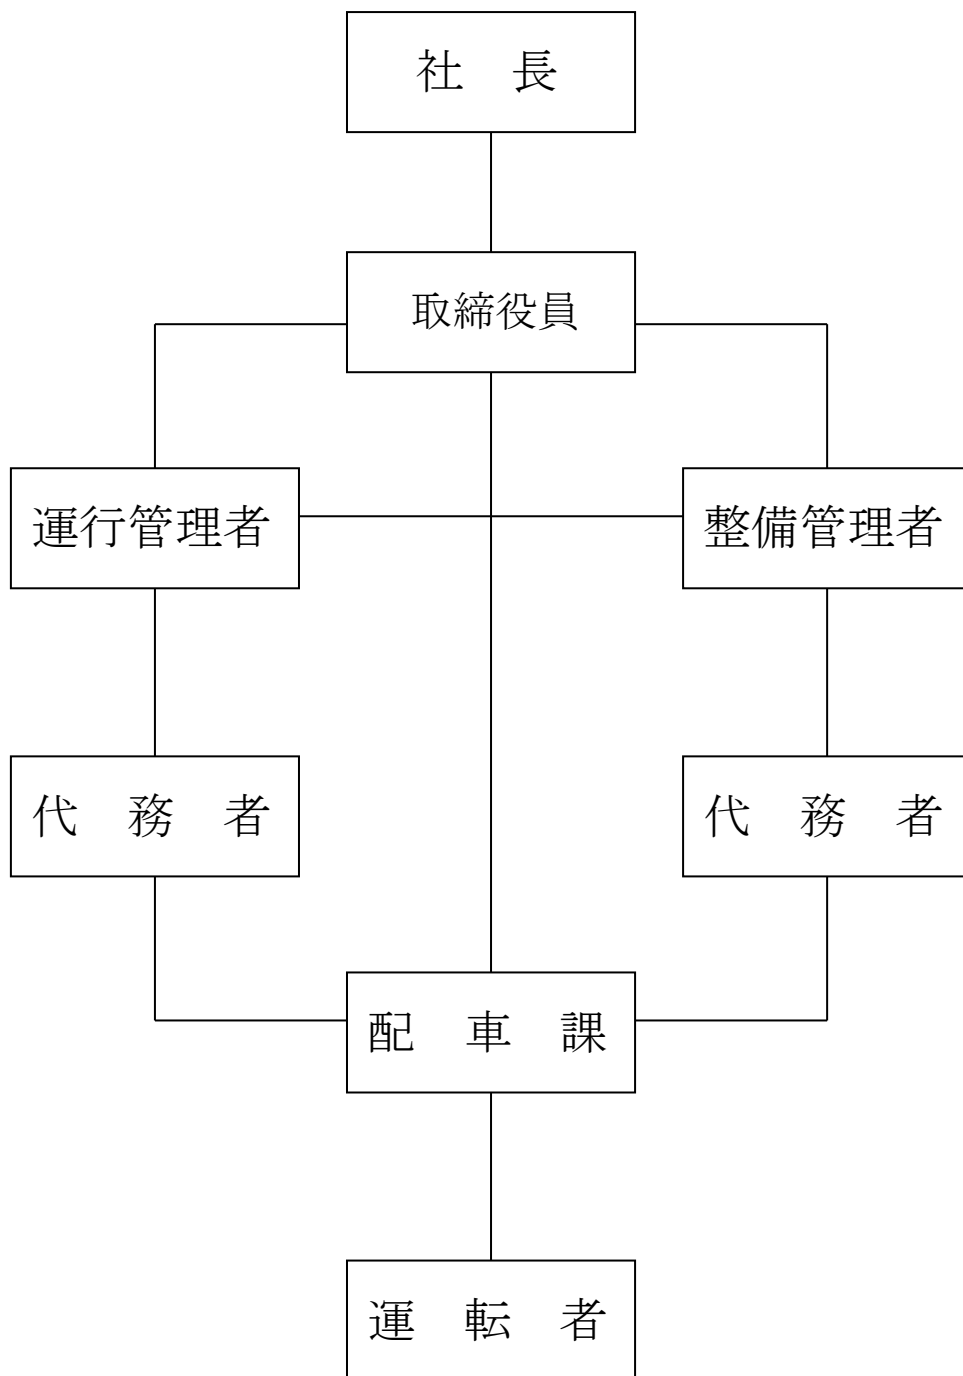 社　長
取締役員
運行管理者
整備管理者
代　務　者
代　務　者
配　車　課
運　転　者